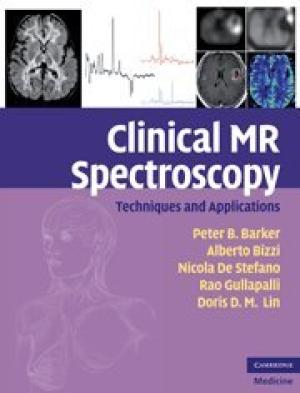 Clinical MR
Spectroscopy
Techniques and Applications
Peter B. Barker
Alberto Bizzi
Nicola De Stefano
Rao Gullapalli
Doris D. M. Lin
CAMBRIDGE
Medicine